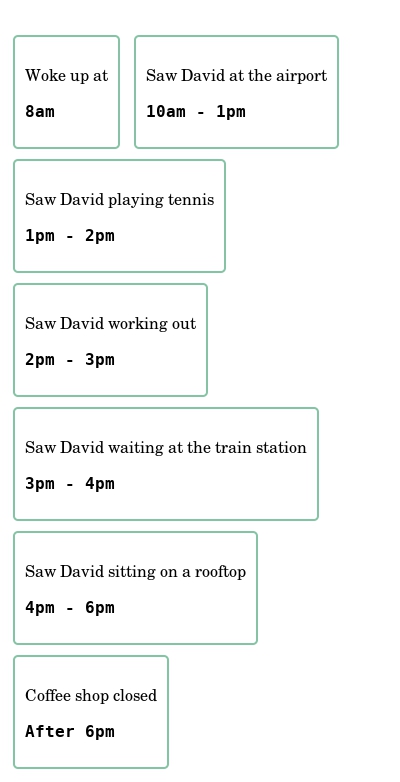 Woke up at
8am
Saw David at the airport
10am - 1pm
Saw David playing tennis
1pm - 2pm
Saw David working out
2pm - 3pm
Saw David waiting at the train station
3pm - 4pm
Saw David sitting on a rooftop
4pm - 6pm
Coffee shop closed
After 6pm